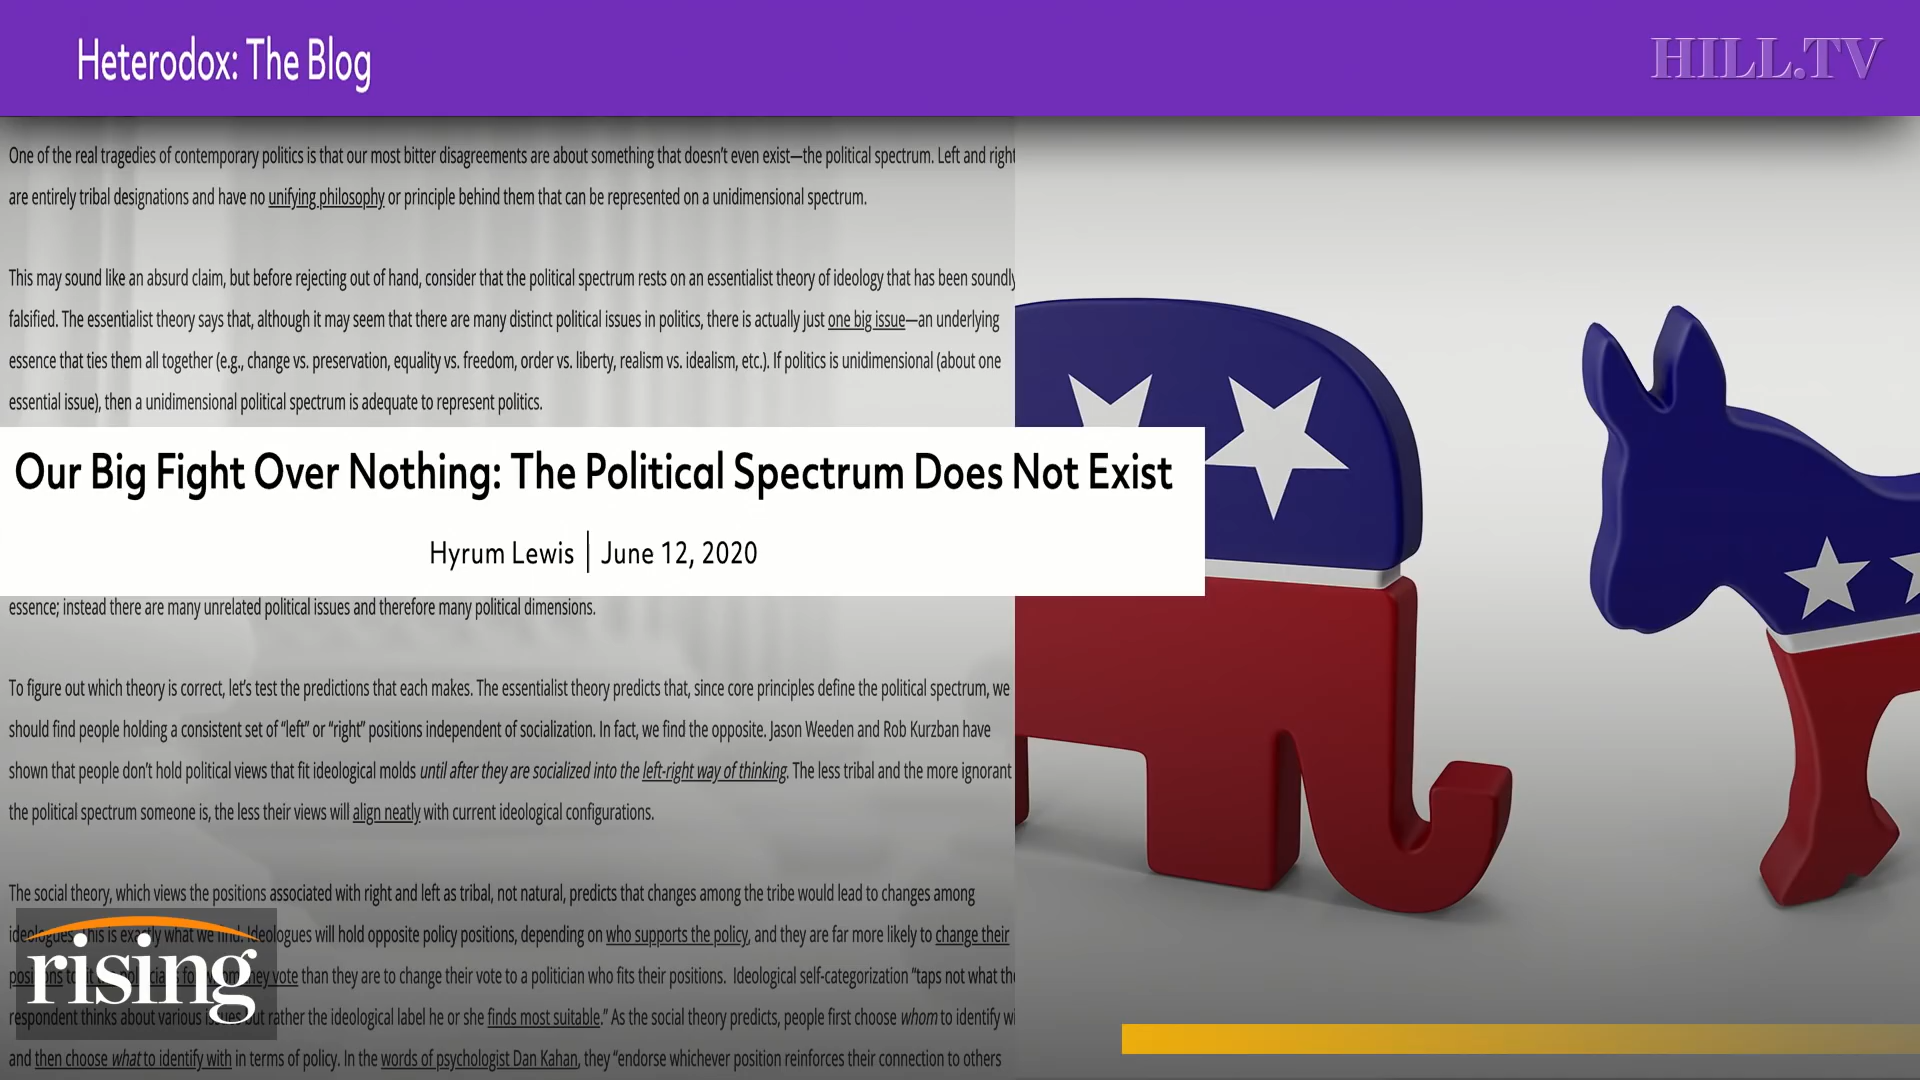 Heterodox: The Blog
HILL.TV
One of the real tragedies of contemporary politics is that our most bitter disagreements are about something that doesn't even exist—the political spectrum. Left and right
are entirely tribal designations and have no unifying philosophy or principle behind them that can be represented on a unidimensional spectrum.
This may sound like an absurd claim, but before rejecting out of hand, consider that the political spectrum rests on an essentialist theory of ideology that has been soundly
falsified. The essentialist theory says that, although it may seem that there are many distinct political issues in politics, there is actually just one big issue—an underlying
essence that ties them all together (e.g., change vs. preservation, equality vs. freedom, order vs. liberty, realism vs. idealism, etc.). If politics is unidimensional (about one
essential issue), then a unidimensional political spectrum is adequate to represent politics.
Our Big Fight Over Nothing: The Political Spectrum Does Not Exist
Hyrum Lewis | June 12, 2020
essence; instead there are many unrelated political issues and therefore many political dimensions.
To figure out which theory is correct, let's test the predictions that each makes. The essentialist theory predicts that, since core principles define the political spectrum, we
should find people holding a consistent set of "left" or "right" positions independent of socialization. In fact, we find the opposite. Jason Weeden and Rob Kurzban have
shown that people don't hold political views that fit ideological molds until after they are socialized into the left-right way of thinking. The less tribal and the more ignorant
the political spectrum someone is, the less their views will align neatly with current ideological configurations.
The social theory, which views the positions associated with right and left as tribal, not natural, predicts that changes among the tribe would lead to changes among
ideologues. This is exactly what we find. Ideologues will hold opposite policy positions, depending on who supports the policy, and they are far more likely to change their
they vote than they are to change their vote to a politician who fits their positions. Ideological self-categorization "taps not what the
respondent thinks about various issues but rather the ideological label he or she finds most suitable." As the social theory predicts, people first choose whom to identify wi
and then choose what to identify with in terms of policy. In the words of psychologist Dan Kahan, they "endorse whichever position reinforces their connection to others
rising